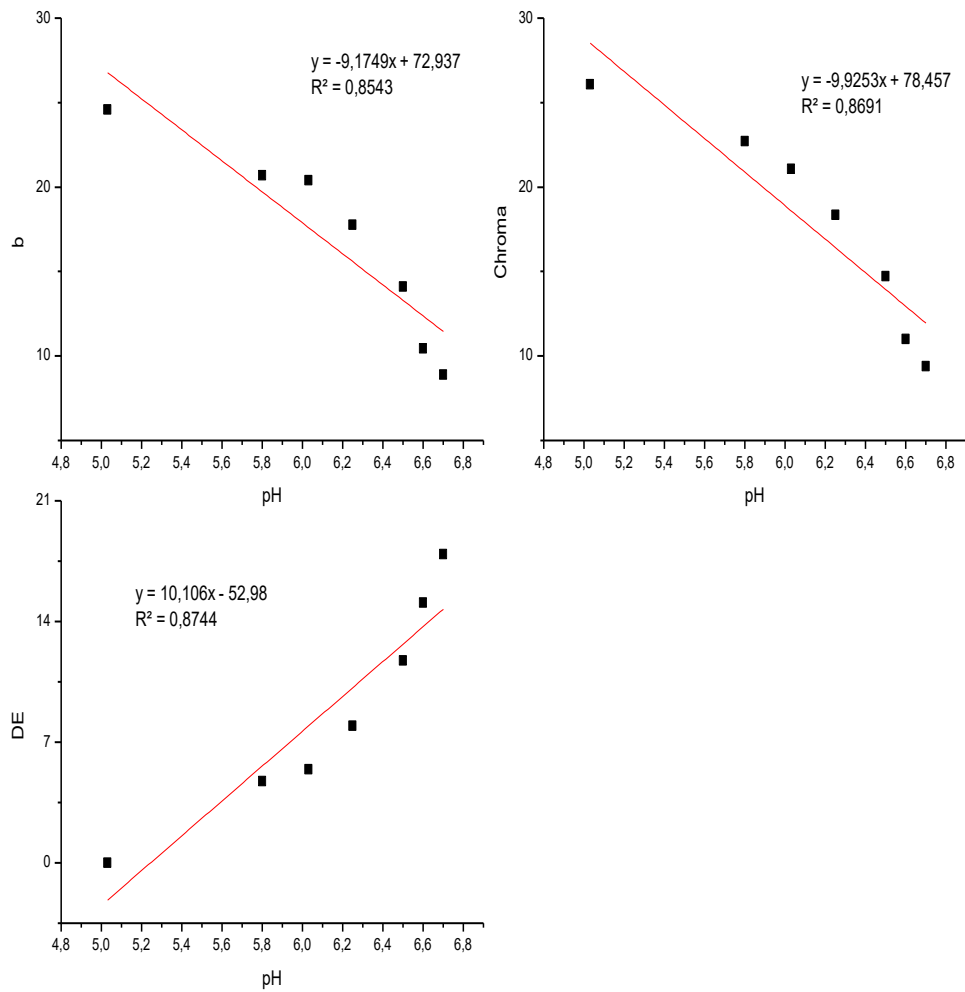 30
20
10
b
y = -9,1749x + 72,937
R² = 0,8543
4,8 5,0 5,2 5,4 5,6 5,8 6,0 6,2 6,4 6,6 6,8
pH
30
20
10
Chroma
y = -9,9253x + 78,457
R² = 0,8691
4,8 5,0 5,2 5,4 5,6 5,8 6,0 6,2 6,4 6,6 6,8
pH
21
14
7
0
DE
y = 10,106x - 52,98
R² = 0,8744
4,8 5,0 5,2 5,4 5,6 5,8 6,0 6,2 6,4 6,6 6,8
pH